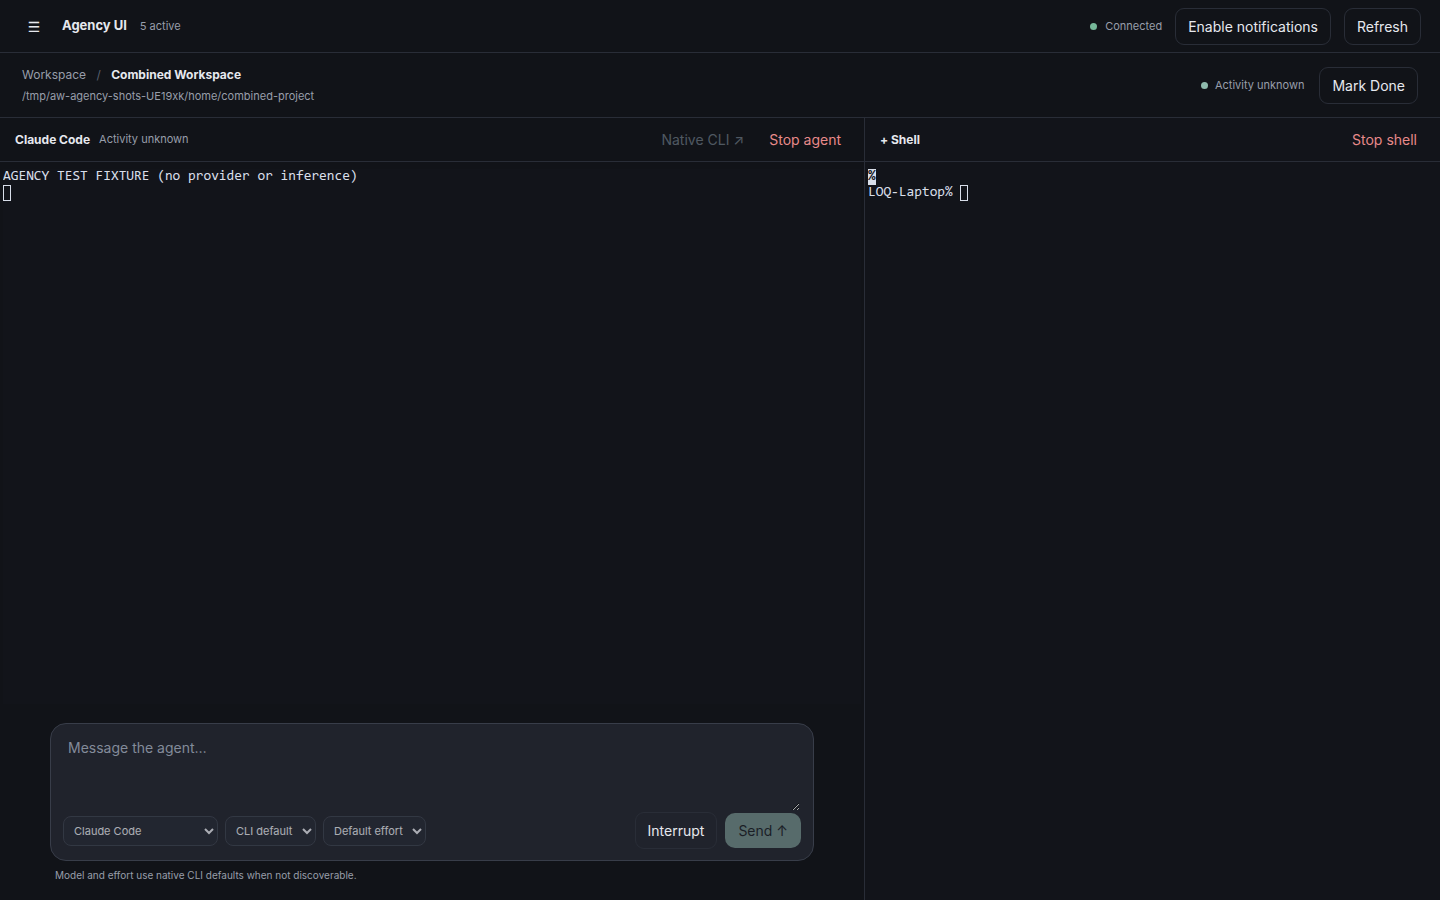 ☰ Agency UI 5 active
Connected Enable notifications Refresh
Workspace / Combined Workspace
/tmp/aw-agency-shots-UE19xk/home/combined-project
Activity unknown Mark Done
Claude Code Activity unknown Native CLI ↗ Stop agent
AGENCY TEST FIXTURE (no provider or inference)
Message the agent...
Claude Code CLI default Default effort Interrupt Send ↑
Model and effort use native CLI defaults when not discoverable.
+ Shell Stop shell
%
LOQ-Laptop%